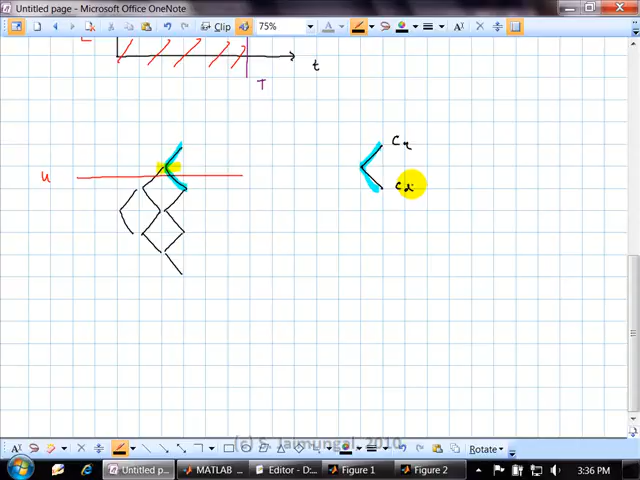 Untitled page - Microsoft Office OneNote
75%
t
T
u
Cu
Cd
(c) S. Jaimungal, 2010
Rotate
Untitled p...
MATLAB
Editor - D:...
Figure 1
Figure 2
3:36 PM